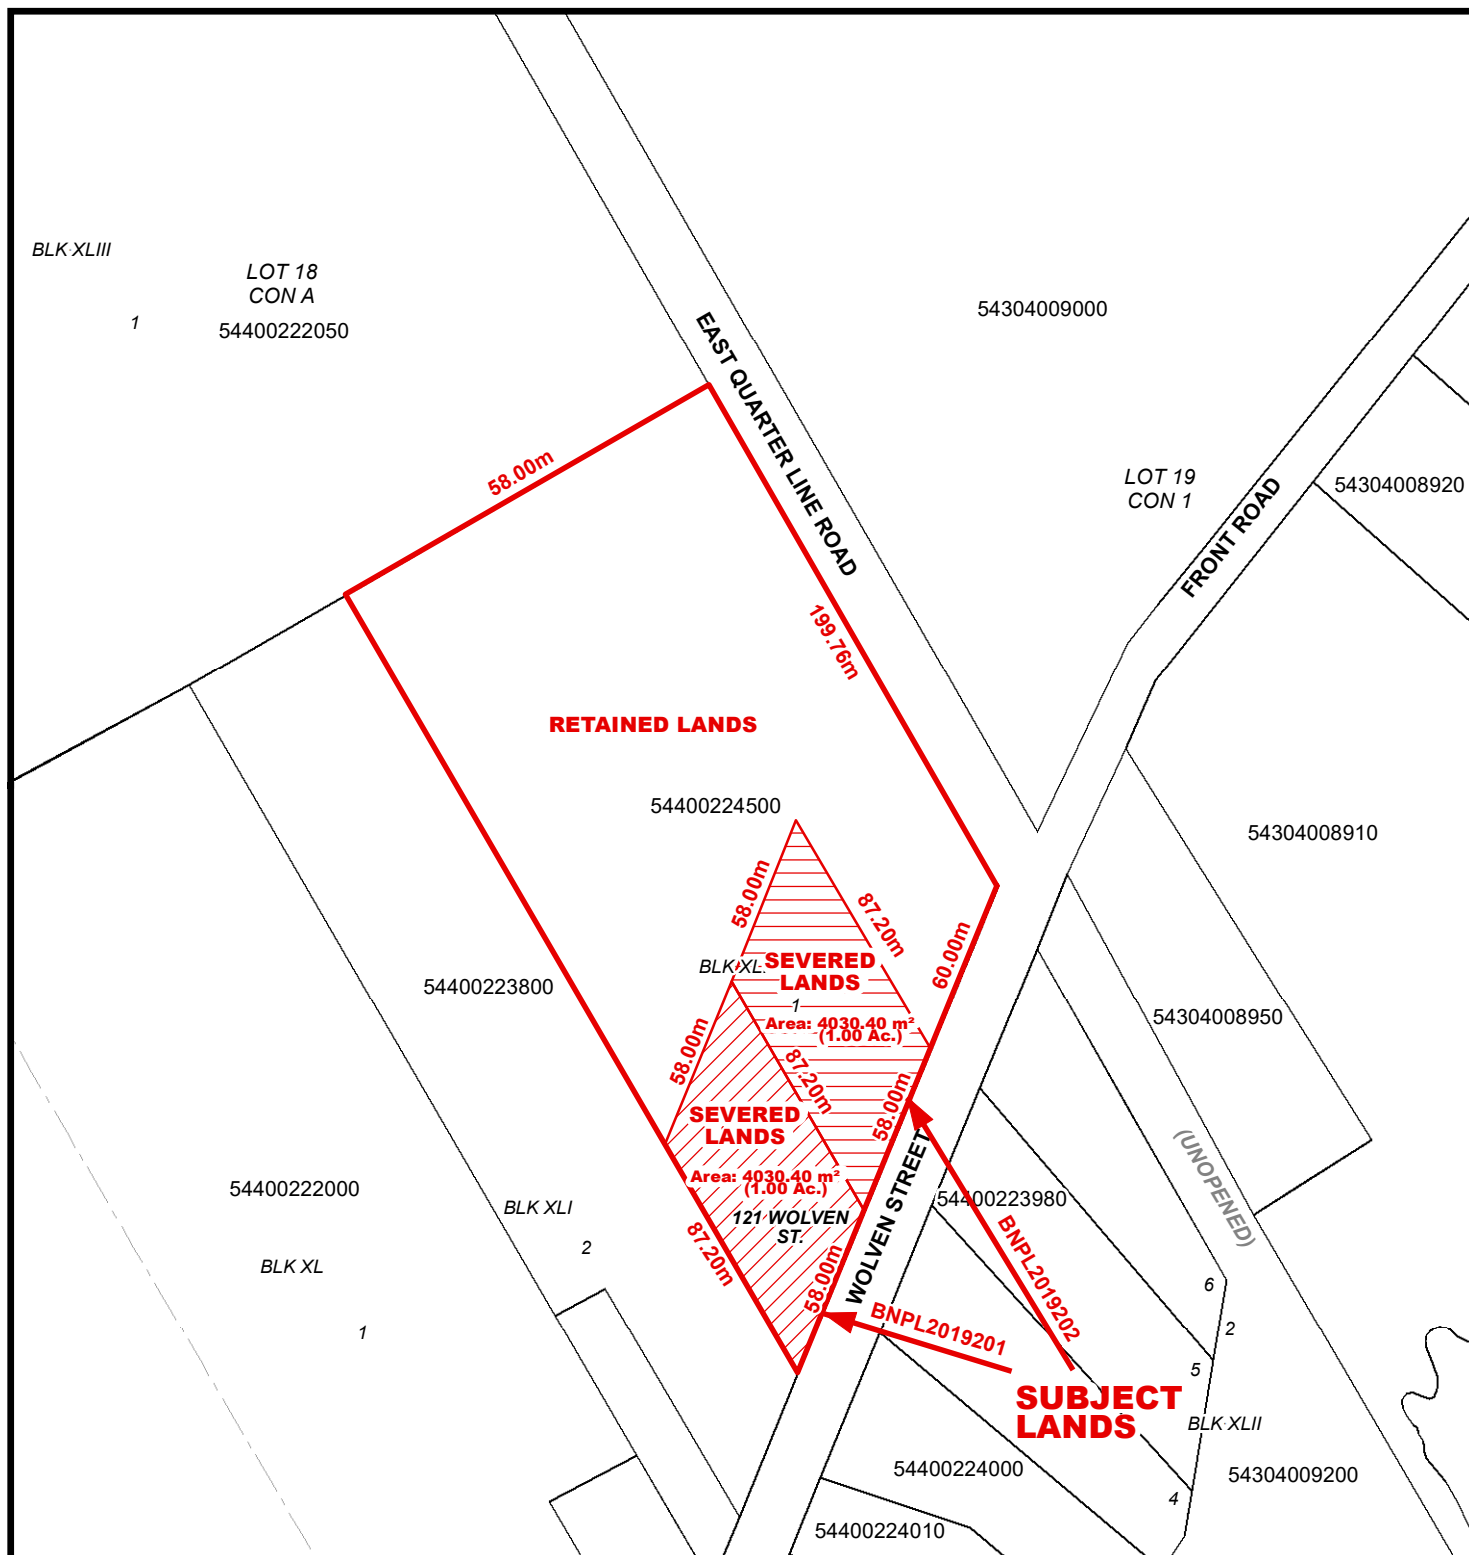 BLK XLIII
LOT 18
CON A
1
54400222050
54304009000
EAST QUARTER LINE ROAD
58.00m
LOT 19
CON 1
54304008920
FRONT ROAD
199.76m
RETAINED LANDS
54400224500
54304008910
58.00m
87.20m
60.00m
BLK XL
SEVERED
LANDS
1
Area: 4030.40 m²
(1.00 Ac.)
54400223800
54304008950
58.00m
87.20m
58.00m
SEVERED
LANDS
Area: 4030.40 m²
(1.00 Ac.)
121 WOLVEN
ST.
WOLVEN STREET
(UNOPENED)
54400222000
54400223980
BLK XLI
2
87.20m
58.00m
BLK XL
1
BNPL2019202
BNPL2019201
6
2
5
SUBJECT
LANDS
BLK XLII
54400224000
54304009200
4
54400224010